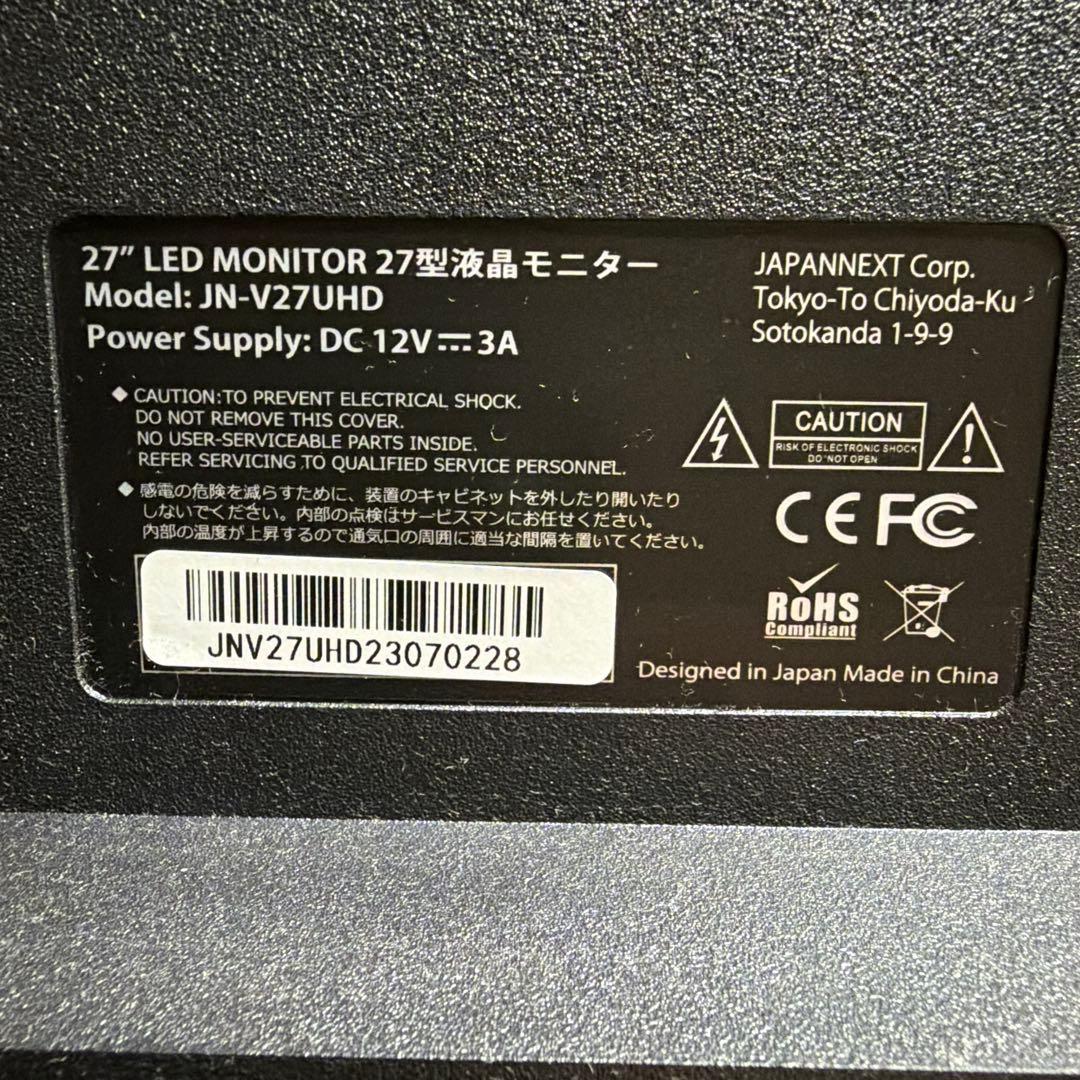 27" LED MONITOR 27型液晶モニター
Model: JN-V27UHD
Power Supply: DC 12V⎓3A
JAPANNEXT Corp.
Tokyo-To Chiyoda-Ku
Sotokanda 1-9-9
◆ CAUTION:TO PREVENT ELECTRICAL SHOCK.
DO NOT REMOVE THIS COVER.
NO USER-SERVICEABLE PARTS INSIDE.
REFER SERVICING TO QUALIFIED SERVICE PERSONNEL.
◆ 感電の危険を減らすために、装置のキャビネットを外したり開いたり
しないでください。内部の点検はサービスマンにお任せください。
内部の温度が上昇するので通気口の周囲に適当な間隔を置いてください。
CAUTION
RISK OF ELECTRONIC SHOCK
DO NOT OPEN
CE FC
RoHS
Compliant
JNV27UHD23070228
Designed in Japan Made in China